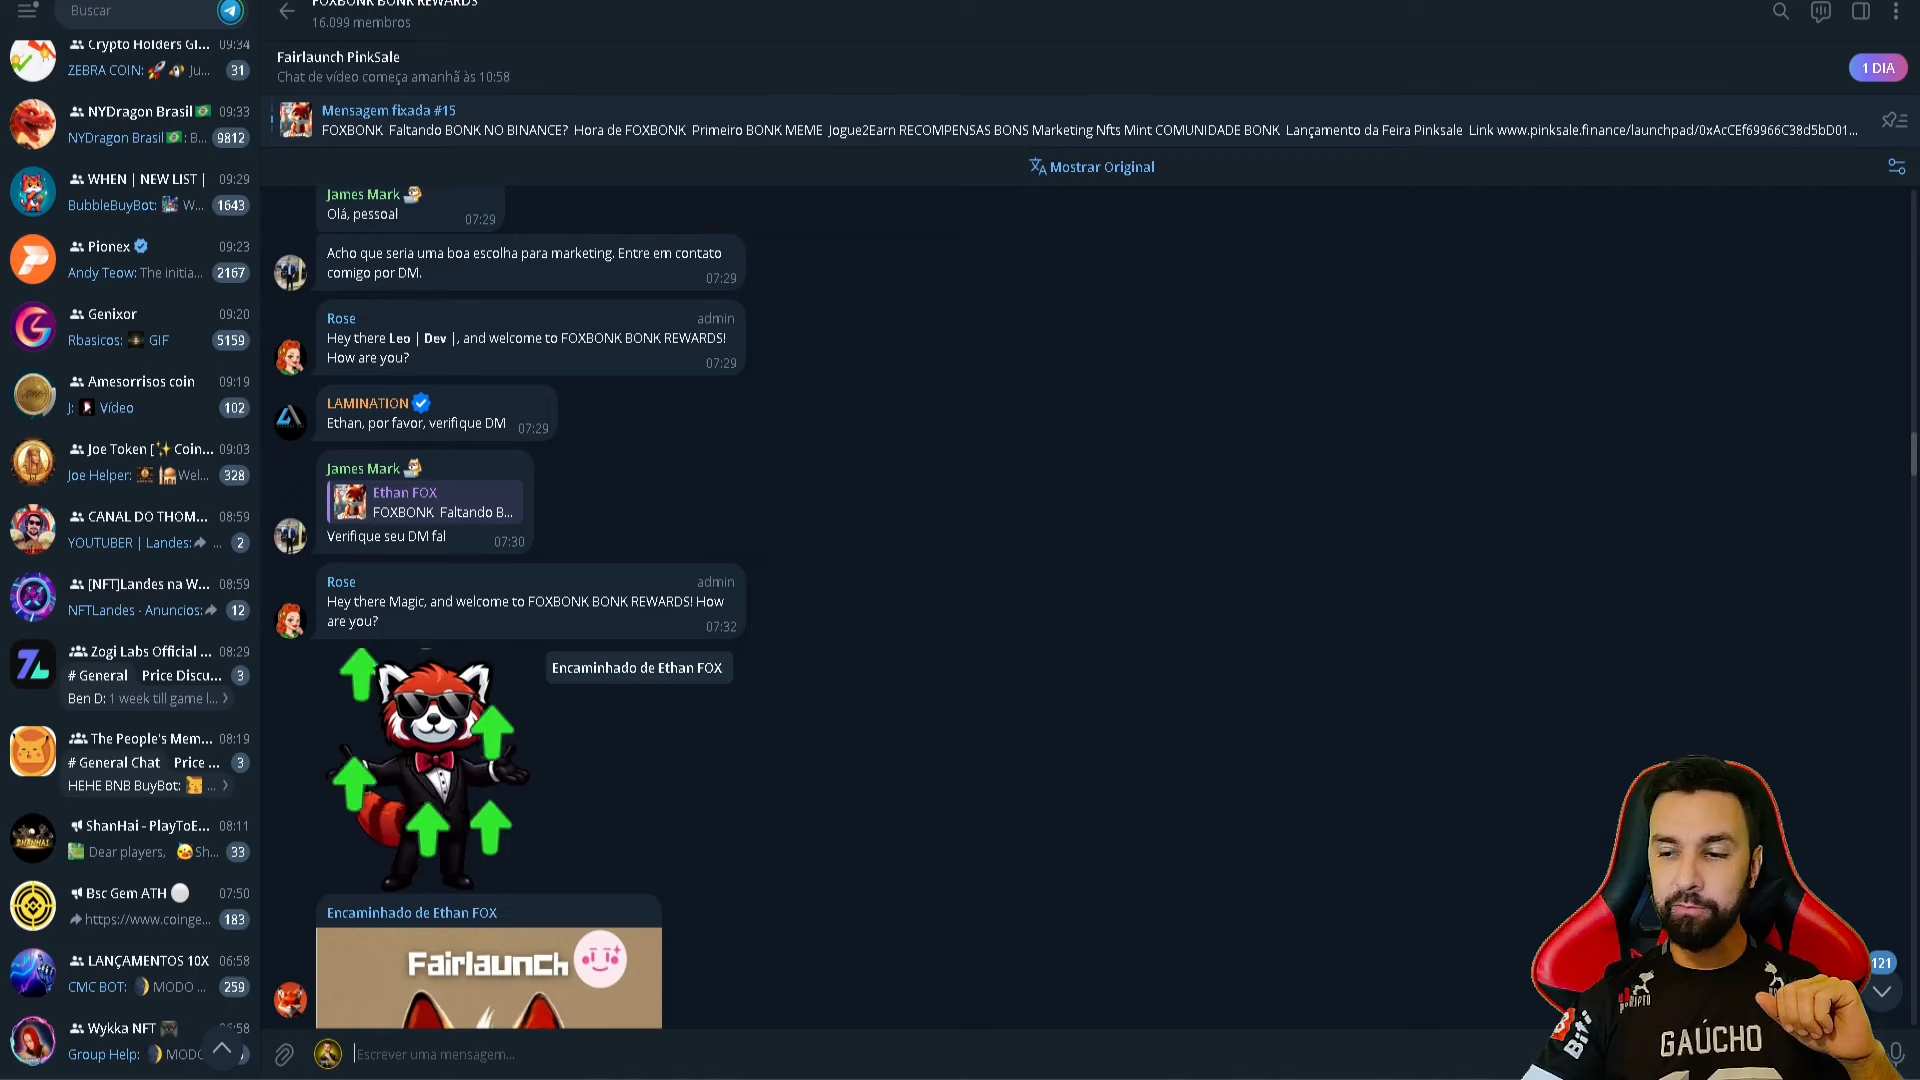 Buscar
Crypto Holders Gl... 09:34
ZEBRA COIN: 🚀 Ju... 31
NYDragon Brasil🇧🇷 09:33
NYDragon Brasil🇧🇷: B... 9812
WHEN | NEW LIST | 09:29
BubbleBuyBot: W... 1643
Pionex 09:23
Andy Teow: The initia... 2167
Genixor 09:20
Rbasicos: GIF 5159
Amesorrisos coin 09:19
J: Vídeo 102
Joe Token [✨ Coin... 09:03
Joe Helper: Wel... 328
CANAL DO THOM... 08:59
YOUTUBER | Landes: ... 2
[NFT]Landes na W... 08:59
NFTLandes - Anuncios: 12
Zogi Labs Official ... 08:29
# General Price Discu... 3
Ben D: 1 week till game l...
The People's Mem... 08:19
# General Chat Price ... 3
HEHE BNB BuyBot: ...
ShanHai - PlayToE... 08:11
Dear players, Sh... 33
Bsc Gem ATH 07:50
https://www.coinge... 183
LANÇAMENTOS 10X 06:58
CMC BOT: MODO ... 259
Wykka NFT 🎮 06:58
Group Help: MODO
FOXBONK BONK REWARDS
16.099 membros
Fairlaunch PinkSale
Chat de vídeo começa amanhã às 10:58
1 DIA
Mensagem fixada #15
FOXBONK Faltando BONK NO BINANCE? Hora de FOXBONK Primeiro BONK MEME Jogue2Earn RECOMPENSAS BONS Marketing Nfts Mint COMUNIDADE BONK Lançamento da Feira Pinksale Link www.pinksale.finance/launchpad/0xAcCEf69966C38d5bD01...
Mostrar Original
James Mark
Olá, pessoal 07:29
Acho que seria uma boa escolha para marketing. Entre em contato
comigo por DM. 07:29
Rose admin
Hey there Leo | Dev |, and welcome to FOXBONK BONK REWARDS!
How are you? 07:29
LAMINATION
Ethan, por favor, verifique DM 07:29
James Mark
Ethan FOX
FOXBONK Faltando B...
Verifique seu DM fal 07:30
Rose admin
Hey there Magic, and welcome to FOXBONK BONK REWARDS! How
are you? 07:32
Encaminhado de Ethan FOX
Encaminhado de Ethan FOX
Fairlaunch
121
Escrever uma mensagem...
GAÚCHO
Biti